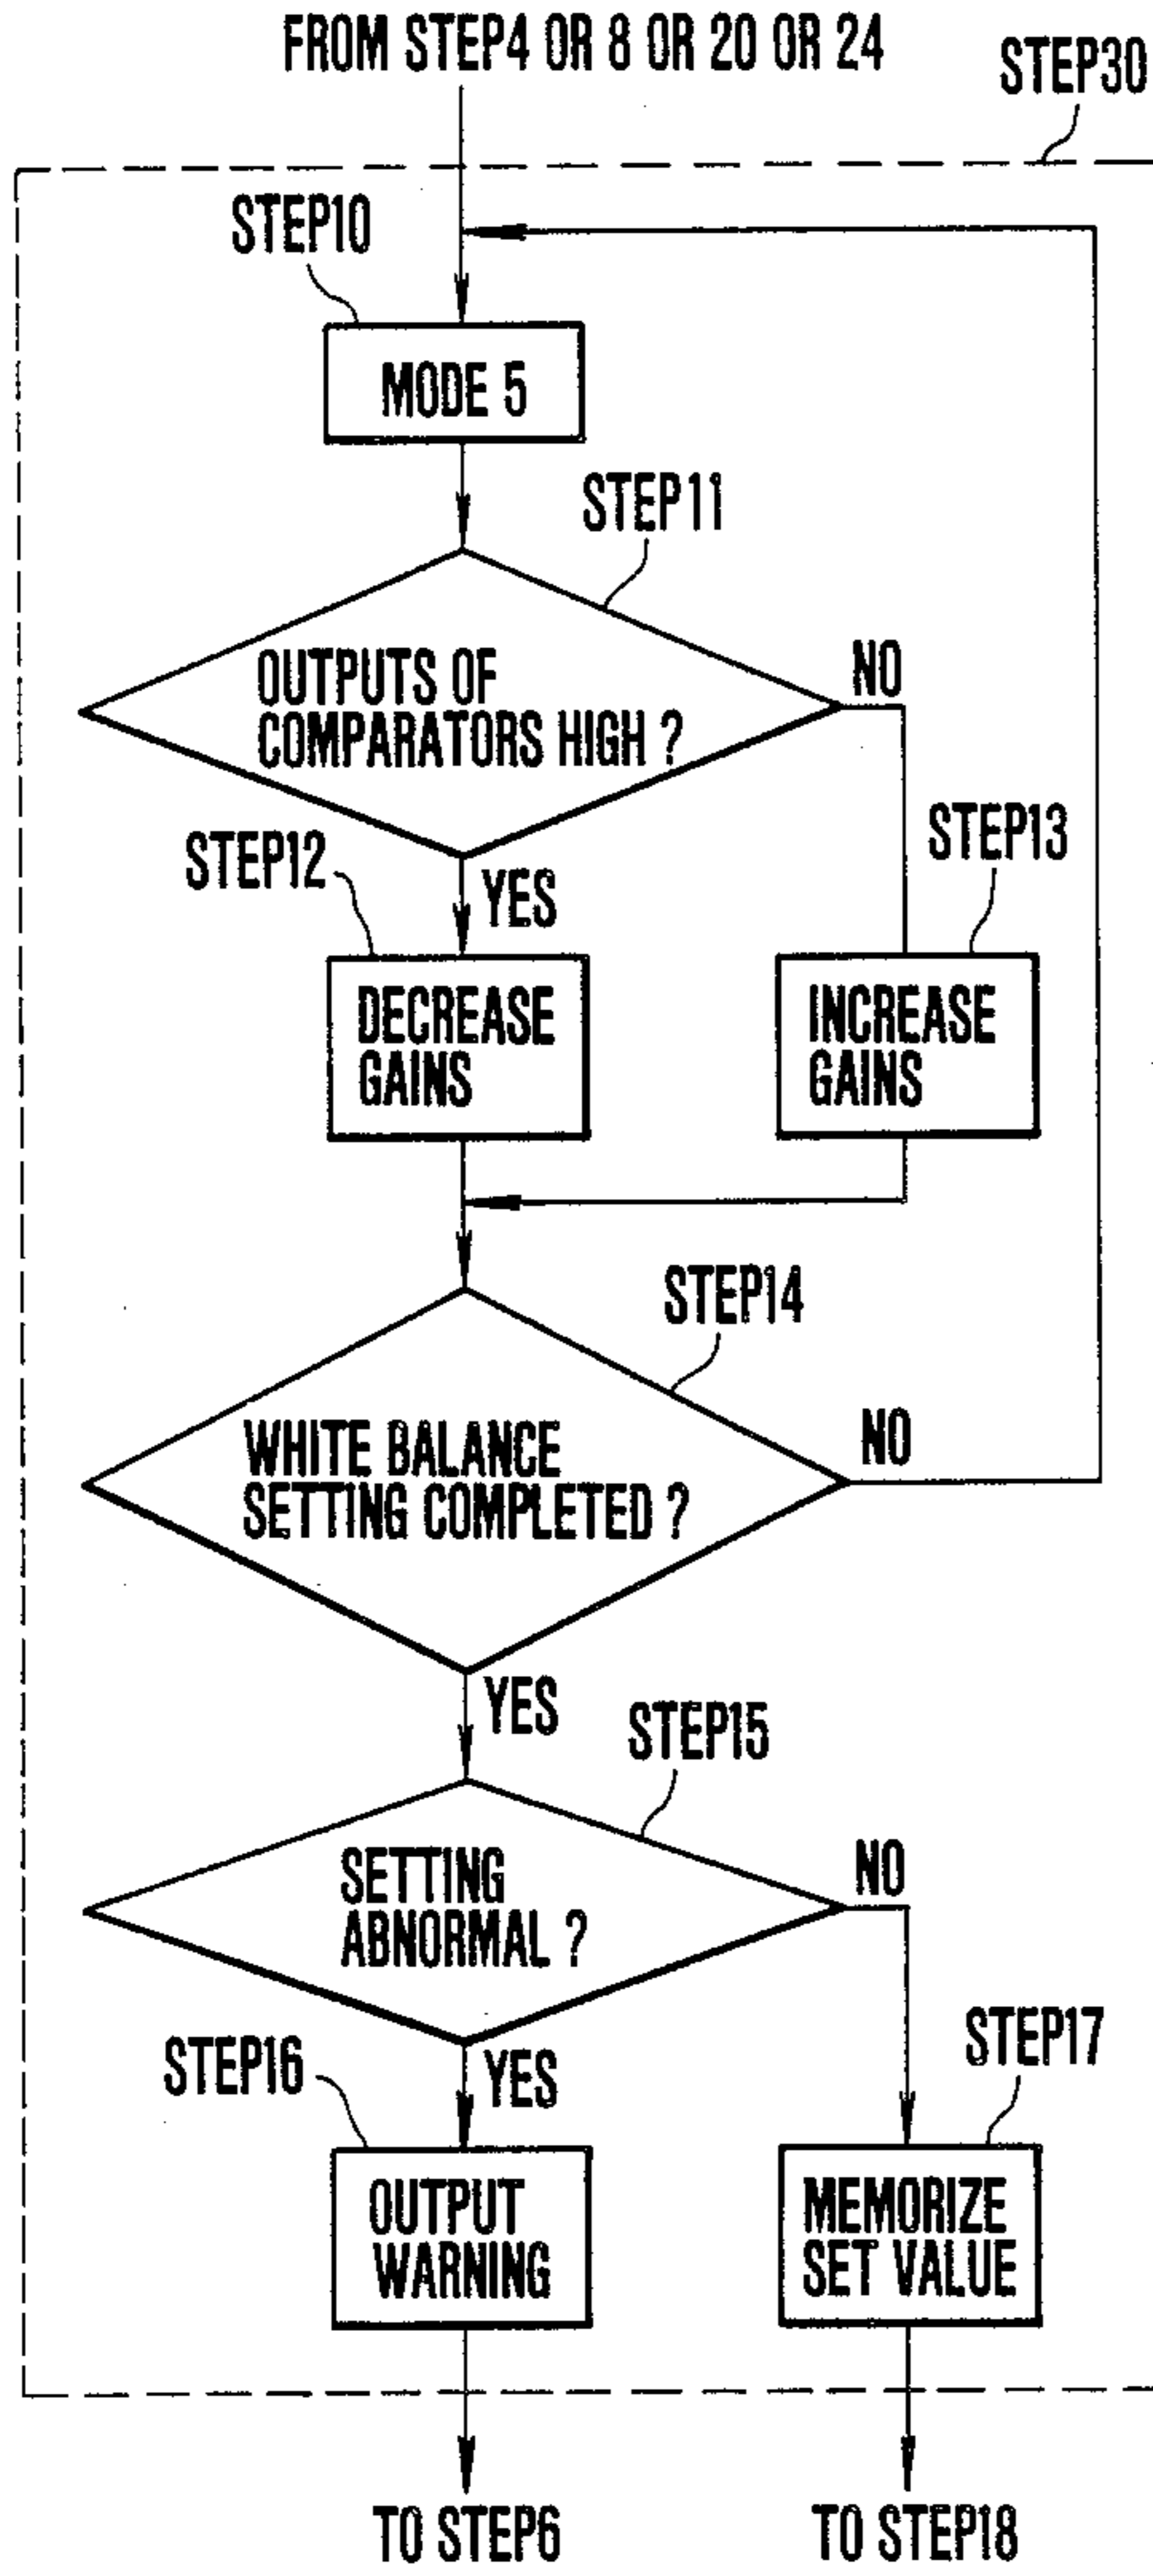 FROM STEP4 OR 8 OR 20 OR 24
STEP30
STEP10
MODE 5
STEP11
OUTPUTS OF
COMPARATORS HIGH ?
NO
STEP12
YES
STEP13
DECREASE
GAINS
INCREASE
GAINS
STEP14
WHITE BALANCE
SETTING COMPLETED ?
NO
YES
STEP15
SETTING
ABNORMAL ?
NO
STEP16
YES
STEP17
OUTPUT
WARNING
MEMORIZE
SET VALUE
TO STEP6
TO STEP18